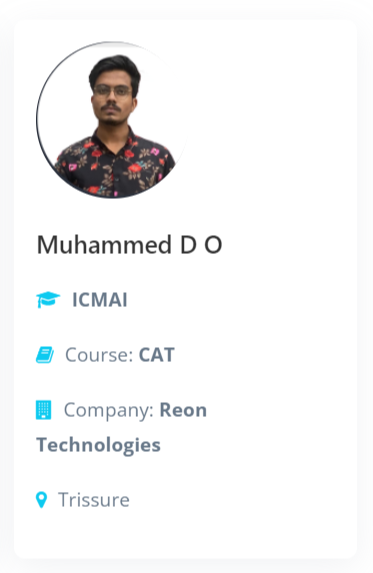 Muhammed D O
ICMAI
Course: CAT
Company: Reon
Technologies
Trissure